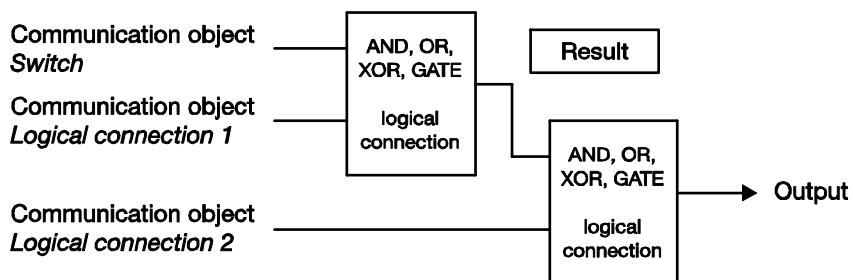 Communication object
Switch
Communication object
Logical connection 1
Communication object
Logical connection 2
AND, OR,
XOR, GATE
logical
connection
Result
AND, OR,
XOR, GATE
logical
connection
Output